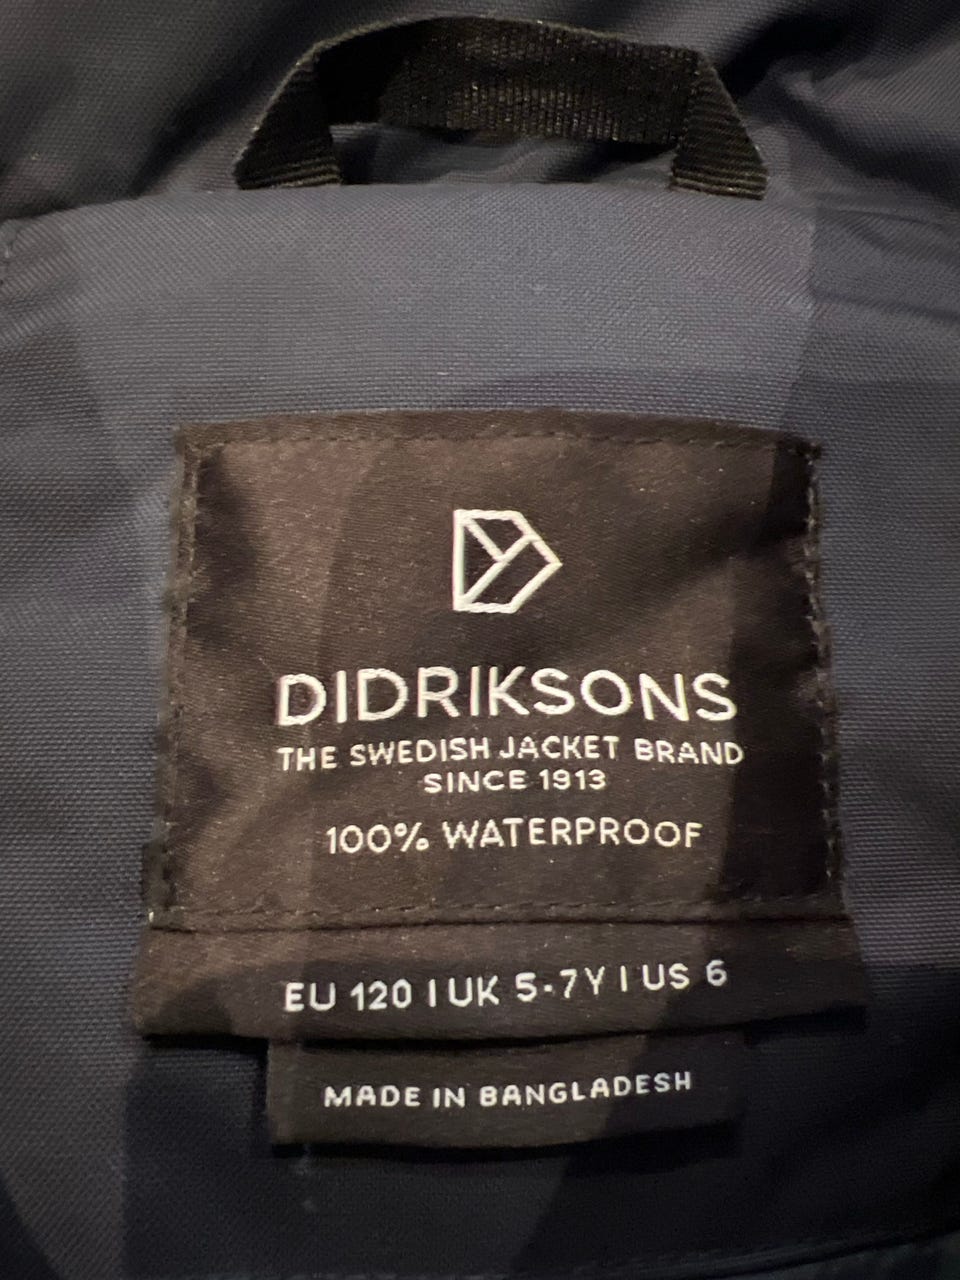 DIDRIKSONS
THE SWEDISH JACKET BRAND
SINCE 1913
100% WATERPROOF
EU 120 | UK 5-7Y | US 6
MADE IN BANGLADESH